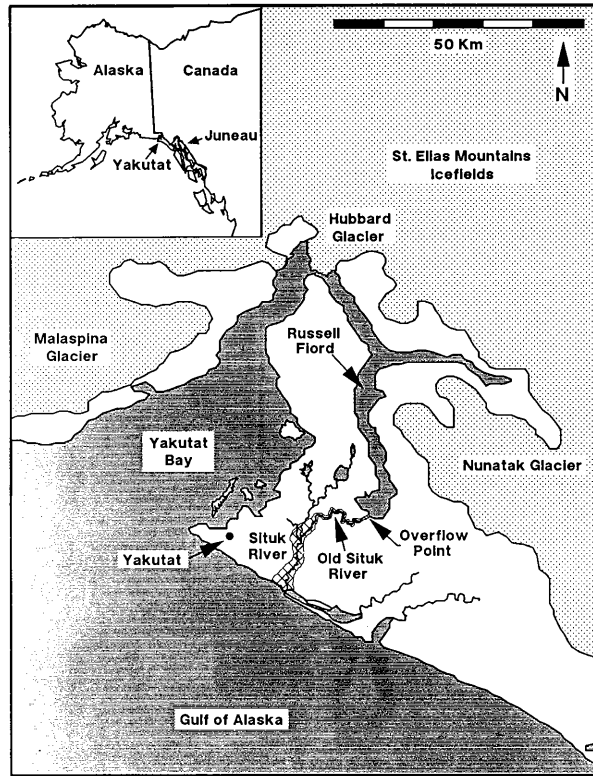 Alaska
Canada
Juneau
Yakutat
50 Km
N
St. Elias Mountains
Icefields
Hubbard
Glacier
Malaspina
Glacier
Russell
Fiord
Yakutat
Bay
Nunatak Glacier
Situk
River
Overflow
Point
Yakutat
Old Situk
River
Gulf of Alaska